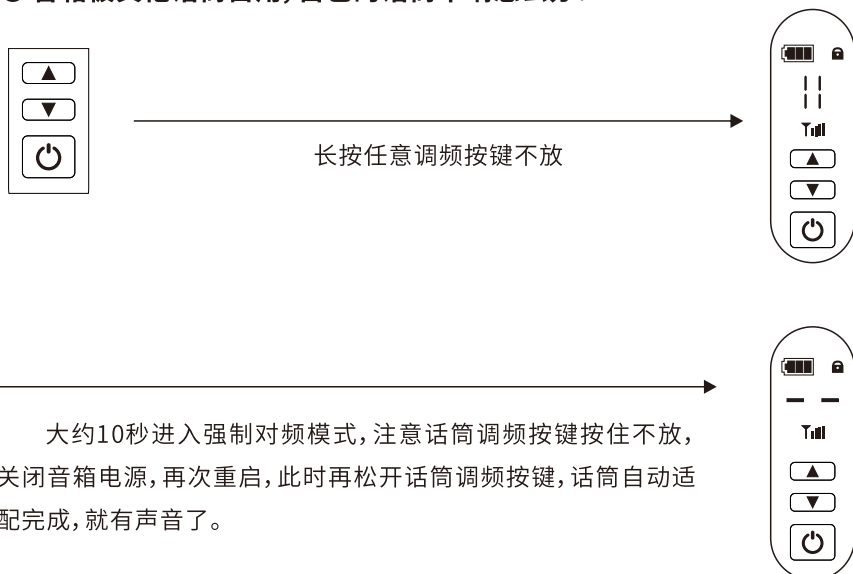 长按任意调频按键不放
大约10秒进入强制对频模式,注意话筒调频按键按住不放,
关闭音箱电源,再次重启,此时再松开话筒调频按键,话筒自动适
配完成,就有声音了。